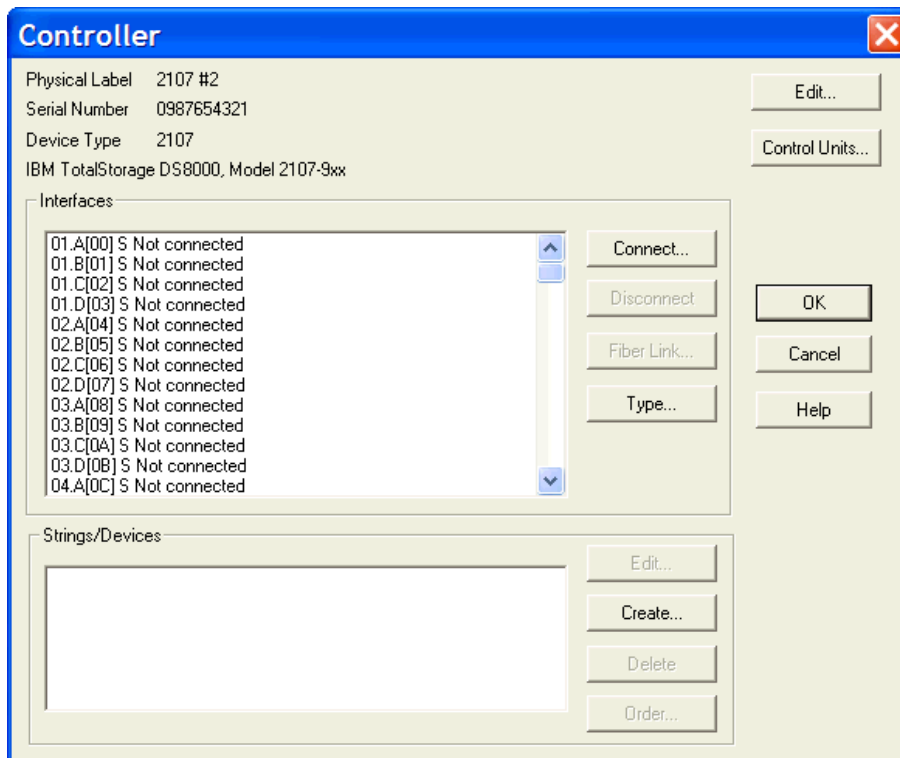 Controller
Physical Label 2107 #2
Serial Number 0987654321
Device Type 2107
IBM TotalStorage DS8000, Model 2107-9xx
Edit...
Control Units...
Interfaces
01.A[00] S Not connected
01.B[01] S Not connected
01.C[02] S Not connected
01.D[03] S Not connected
02.A[04] S Not connected
02.B[05] S Not connected
02.C[06] S Not connected
02.D[07] S Not connected
03.A[08] S Not connected
03.B[09] S Not connected
03.C[0A] S Not connected
03.D[0B] S Not connected
04.A[0C] S Not connected
Connect...
Disconnect
Fiber Link...
Type...
OK
Cancel
Help
Strings/Devices
Edit...
Create...
Delete
Order...